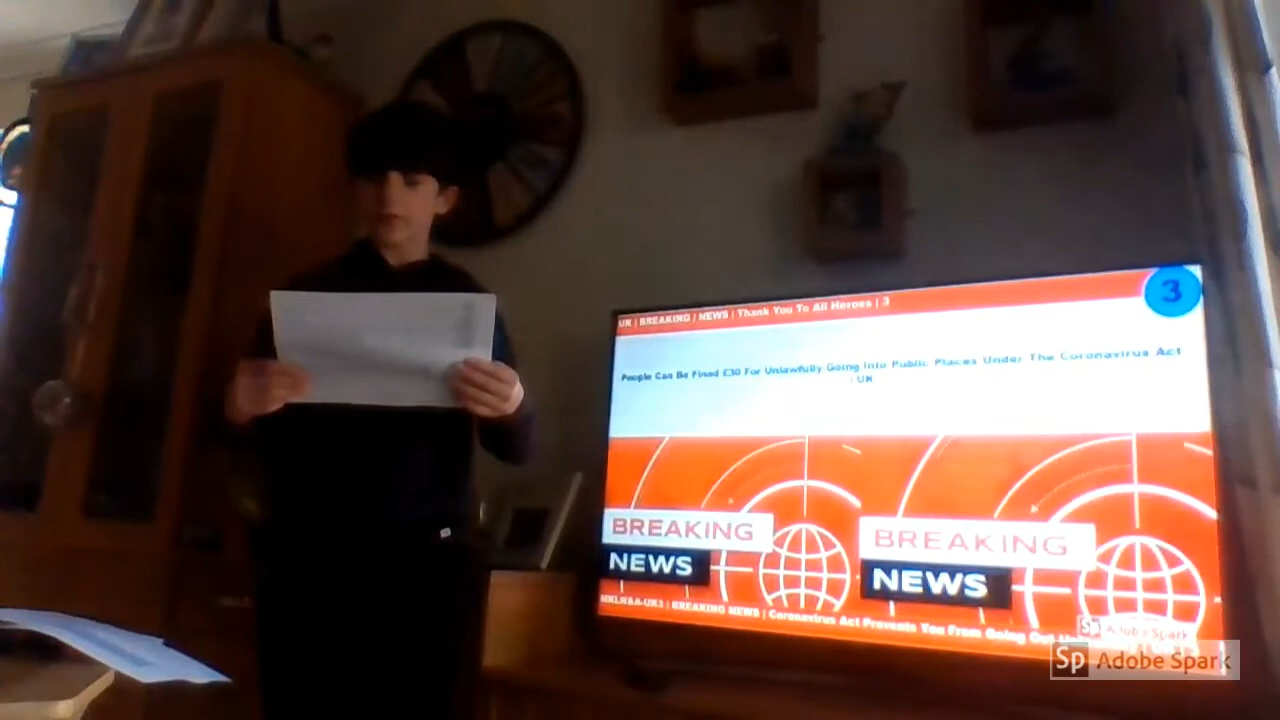 UK | BREAKING | NEWS | Thank You To All Heroes | 3
3
People Can Be Fined £30 For Unlawfully Going Into Public Places Under The Coronavirus Act
| UK
BREAKING
NEWS
BREAKING
NEWS
BREAKING NEWS | Coronavirus Act Prevents You From Going Out
Sp Adobe Spark
Sp Adobe Spark